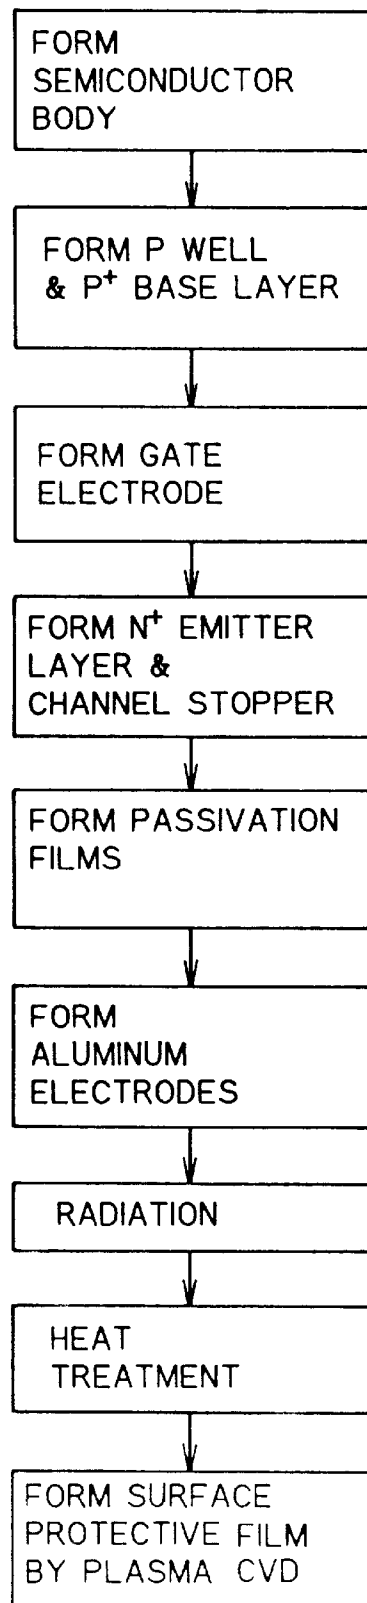 FORM
SEMICONDUCTOR
BODY
FORM P WELL
& P⁺ BASE LAYER
FORM GATE
ELECTRODE
FORM N⁺ EMITTER
LAYER &
CHANNEL STOPPER
FORM PASSIVATION
FILMS
FORM
ALUMINUM
ELECTRODES
RADIATION
HEAT
TREATMENT
FORM SURFACE
PROTECTIVE FILM
BY PLASMA CVD